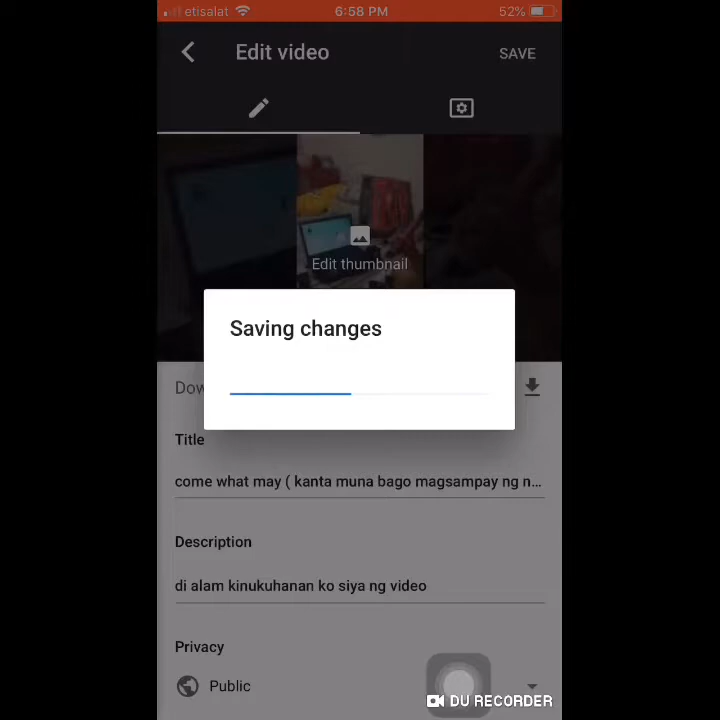 etisalat 6:58 PM 52%
Edit video SAVE
Edit thumbnail
Saving changes
Title
come what may ( kanta muna bago magsampay ng n...
Description
di alam kinukuhanan ko siya ng video
Privacy
Public
DU RECORDER